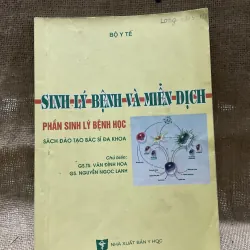 BỘ Y TẾ
SINH LÝ BỆNH VÀ MIỄN DỊCH
PHẦN SINH LÝ BỆNH HỌC
SÁCH ĐÀO TẠO BÁC SĨ ĐA KHOA
Chủ biên:
GS.TS. VĂN ĐÌNH HOA
GS. NGUYỄN NGỌC LANH
NHÀ XUẤT BẢN Y HỌC